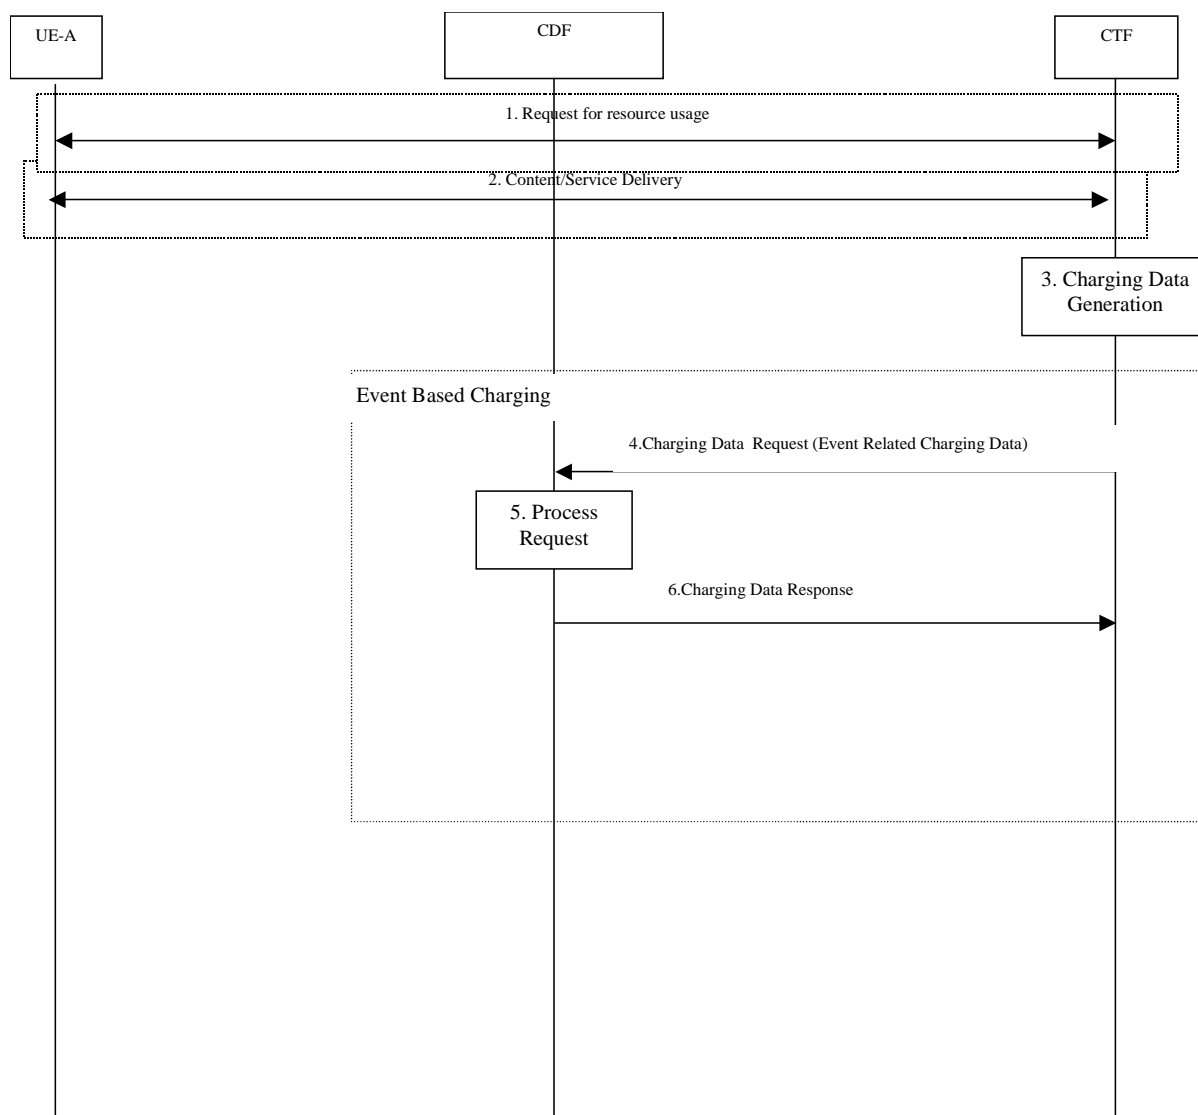 UE-A
CDF
CTF
1. Request for resource usage
2. Content/Service Delivery
3. Charging Data
Generation
Event Based Charging
4.Charging Data  Request (Event Related Charging Data)
5. Process
Request
6.Charging Data Response